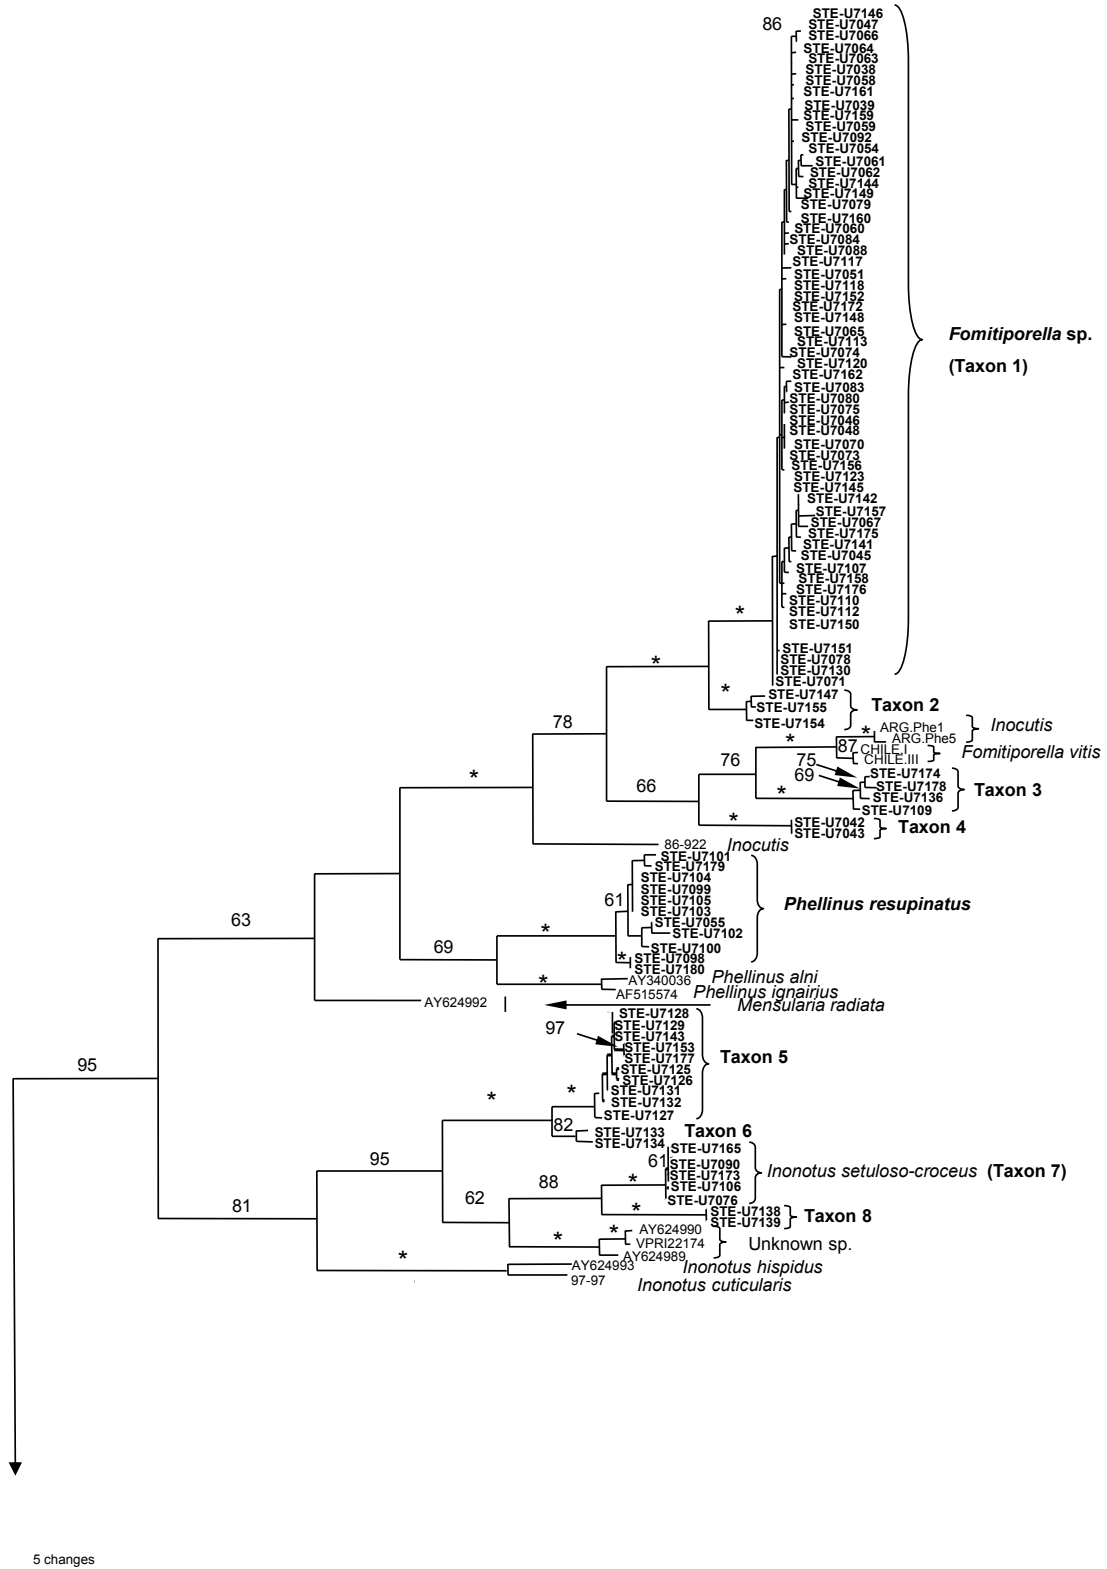 STE-U7146
86
STE-U7047
STE-U7066
STE-U7064
STE-U7063
STE-U7038
STE-U7058
STE-U7161
STE-U7039
STE-U7159
STE-U7059
STE-U7092
STE-U7054
STE-U7061
STE-U7062
STE-U7144
STE-U7149
STE-U7079
STE-U7160
STE-U7060
STE-U7084
STE-U7088
STE-U7117
STE-U7051
STE-U7118
STE-U7152
STE-U7172
STE-U7148
STE-U7065
STE-U7113
STE-U7074
STE-U7120
STE-U7162
STE-U7083
STE-U7080
STE-U7075
STE-U7046
STE-U7048
STE-U7070
STE-U7073
STE-U7156
STE-U7123
STE-U7145
STE-U7142
STE-U7157
STE-U7067
STE-U7175
STE-U7141
STE-U7045
STE-U7107
STE-U7158
STE-U7176
STE-U7110
STE-U7112
STE-U7150
STE-U7151
STE-U7078
STE-U7130
STE-U7071
Fomitiporella sp.
(Taxon 1)
*
*
*
STE-U7147
STE-U7155
STE-U7154
Taxon 2
78
*
*
ARG.Phe1
ARG.Phe5
Inocutis
87
CHILE.I
CHILE.III
Fomitiporella vitis
76
75
69
*
STE-U7174
STE-U7178
STE-U7136
STE-U7109
Taxon 3
*
66
*
STE-U7042
STE-U7043
Taxon 4
86-922 Inocutis
STE-U7101
STE-U7179
STE-U7104
STE-U7099
STE-U7105
STE-U7103
61
STE-U7055
STE-U7102
STE-U7100
*
STE-U7098
STE-U7180
Phellinus resupinatus
63
69
*
*
AY340036 Phellinus alni
AF515574 Phellinus ignairius
AY624992 Mensularia radiata
STE-U7128
STE-U7129
STE-U7143
97
STE-U7153
STE-U7177
STE-U7125
STE-U7126
STE-U7131
STE-U7132
STE-U7127
Taxon 5
95
*
*
82
STE-U7133
STE-U7134
Taxon 6
STE-U7165
61
STE-U7090
STE-U7173
STE-U7106
STE-U7076
Inonotus setuloso-croceus (Taxon 7)
95
88
*
62
*
STE-U7138
STE-U7139
Taxon 8
81
*
*
AY624990
VPRI22174
AY624989
Unknown sp.
*
AY624993 Inonotus hispidus
97-97 Inonotus cuticularis
5 changes